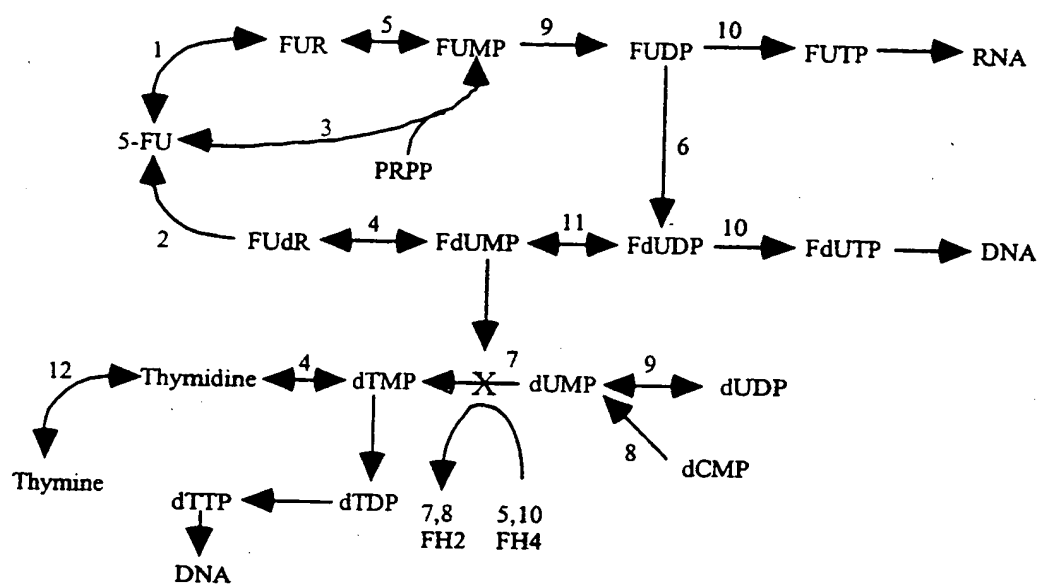 1 FUR 5 FUMP 9 FUDP 10 FUTP RNA
5-FU 3 PRPP 6
2 FUdR 4 FdUMP 11 FdUDP 10 FdUTP DNA
12 Thymidine 4 dTMP X 7 dUMP 9 dUDP
8 dCMP
Thymine dTTP dTDP 7,8 5,10
FH2 FH4
DNA